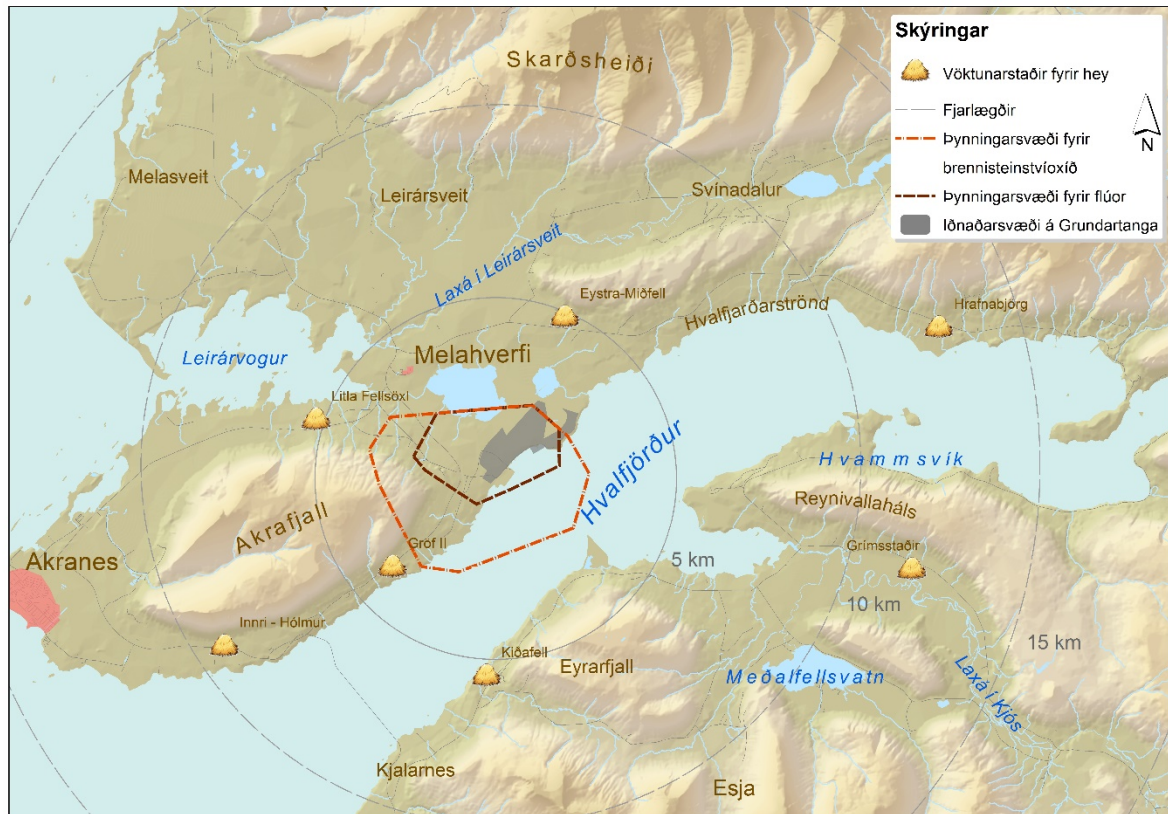 Skýringar
Vöktunarstaðir fyrir hey
Fjarlægðir
Þynningarsvæði fyrir
brennisteinstvíoxíð
Þynningarsvæði fyrir flúor
Iðnaðarsvæði á Grundartanga
N
Skarðsheiði
Melasveit
Leirársveit
Svínadalur
Laxá í Leirársveit
Eystra-Miðfell
Hvalfjarðarströnd
Hrafnabjörg
Leirárvogur
Melahverfi
Litla Fellsöxl
Hvalfjörður
Hvammsvík
Reynivallaháls
Akrafjall
Akranes
Gröf II
Grímsstaðir
5 km
10 km
15 km
Innri - Hólmur
Kiðafell
Eyrarfjall
Meðalfellsvatn
Laxá í Kjós
Kjalarnes
Esja